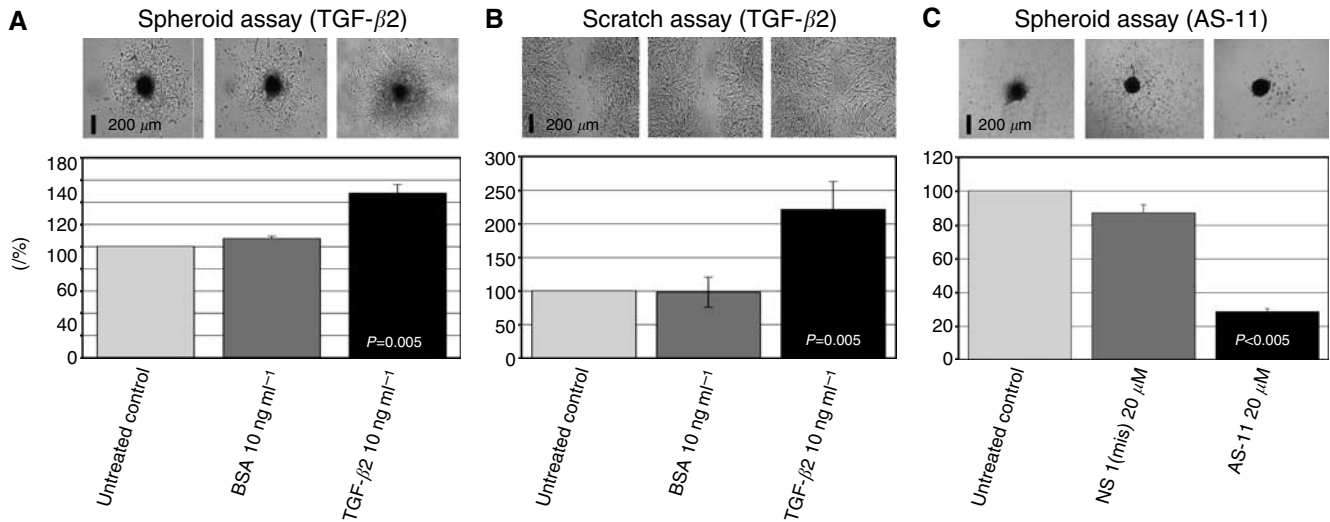 A Spheroid assay (TGF-β2)
200 μm
(/%)
180
140
120
100
60
40
0
P=0.005
Untreated control
BSA 10 ng ml⁻¹
TGF-β2 10 ng ml⁻¹
B Scratch assay (TGF-β2)
200 μm
300
250
200
150
100
50
0
P=0.005
Untreated control
BSA 10 ng ml⁻¹
TGF-β2 10 ng ml⁻¹
C Spheroid assay (AS-11)
200 μm
120
100
80
60
40
20
0
P<0.005
Untreated control
NS 1(mis) 20 μM
AS-11 20 μM